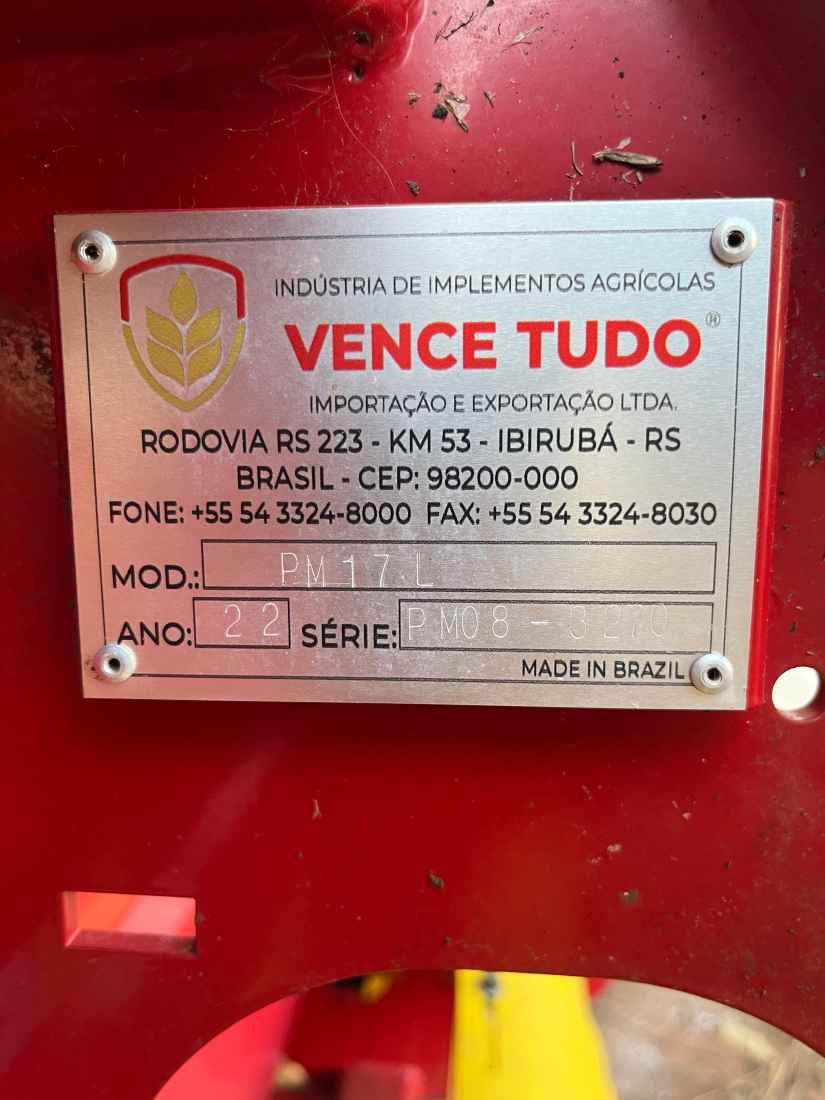 INDÚSTRIA DE IMPLEMENTOS AGRÍCOLAS
VENCE TUDO®
IMPORTAÇÃO E EXPORTAÇÃO LTDA.
RODOVIA RS 223 - KM 53 - IBIRUBÁ - RS
BRASIL - CEP: 98200-000
FONE: +55 54 3324-8000 FAX: +55 54 3324-8030
MOD.: PM17.L
ANO: 22 SÉRIE: PM08-3270
MADE IN BRAZIL